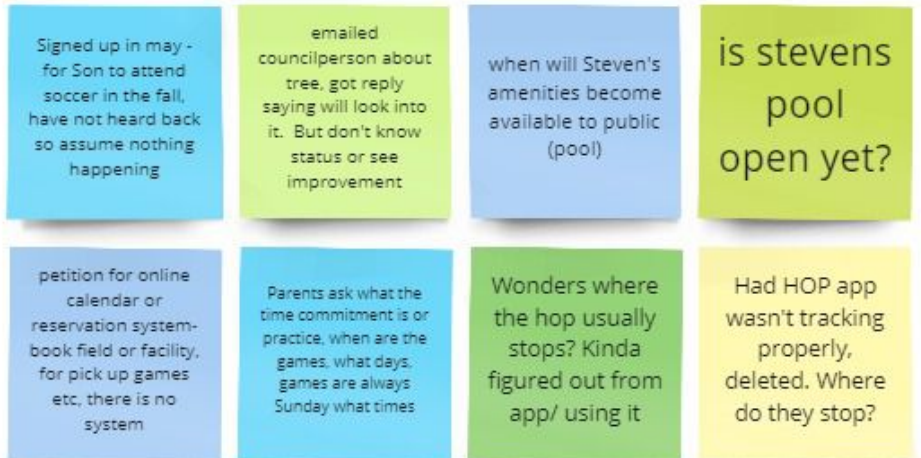 Signed up in may -
for Son to attend
soccer in the fall,
have not heard back
so assume nothing
happening
emailed
councilperson about
tree, got reply
saying will look into
it.  But don't know
status or see
improvement
when will Steven's
amenities become
available to public
(pool)
is stevens
pool
open yet?
petition for online
calendar or
reservation system-
book field or facility,
for pick up games
etc, there is no
system
Parents ask what the
time commitment is or
practice, when are the
games, what days,
games are always
Sunday what times
Wonders where
the hop usually
stops? Kinda
figured out from
app/ using it
Had HOP app
wasn't tracking
properly,
deleted. Where
do they stop?